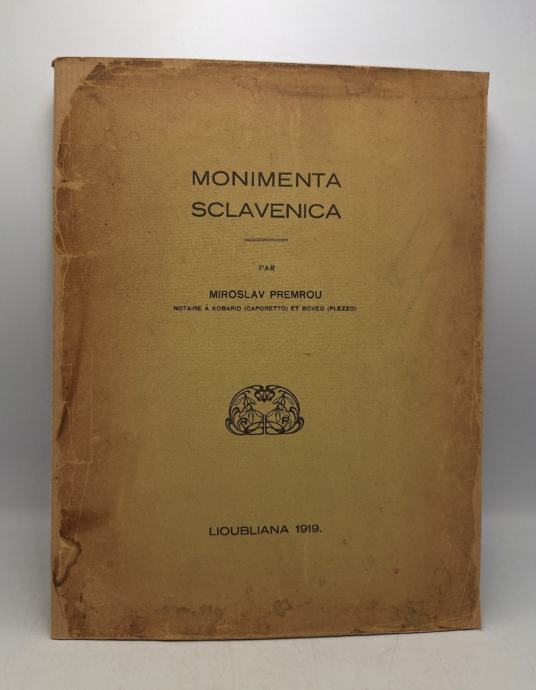 MONIMENTA
SCLAVENICA
PAR
MIROSLAV PREMROU
NOTAIRE À KOBARID (CAPORETTO) ET BOVEC (PLEZZO)
LIOUBLIANA 1919.